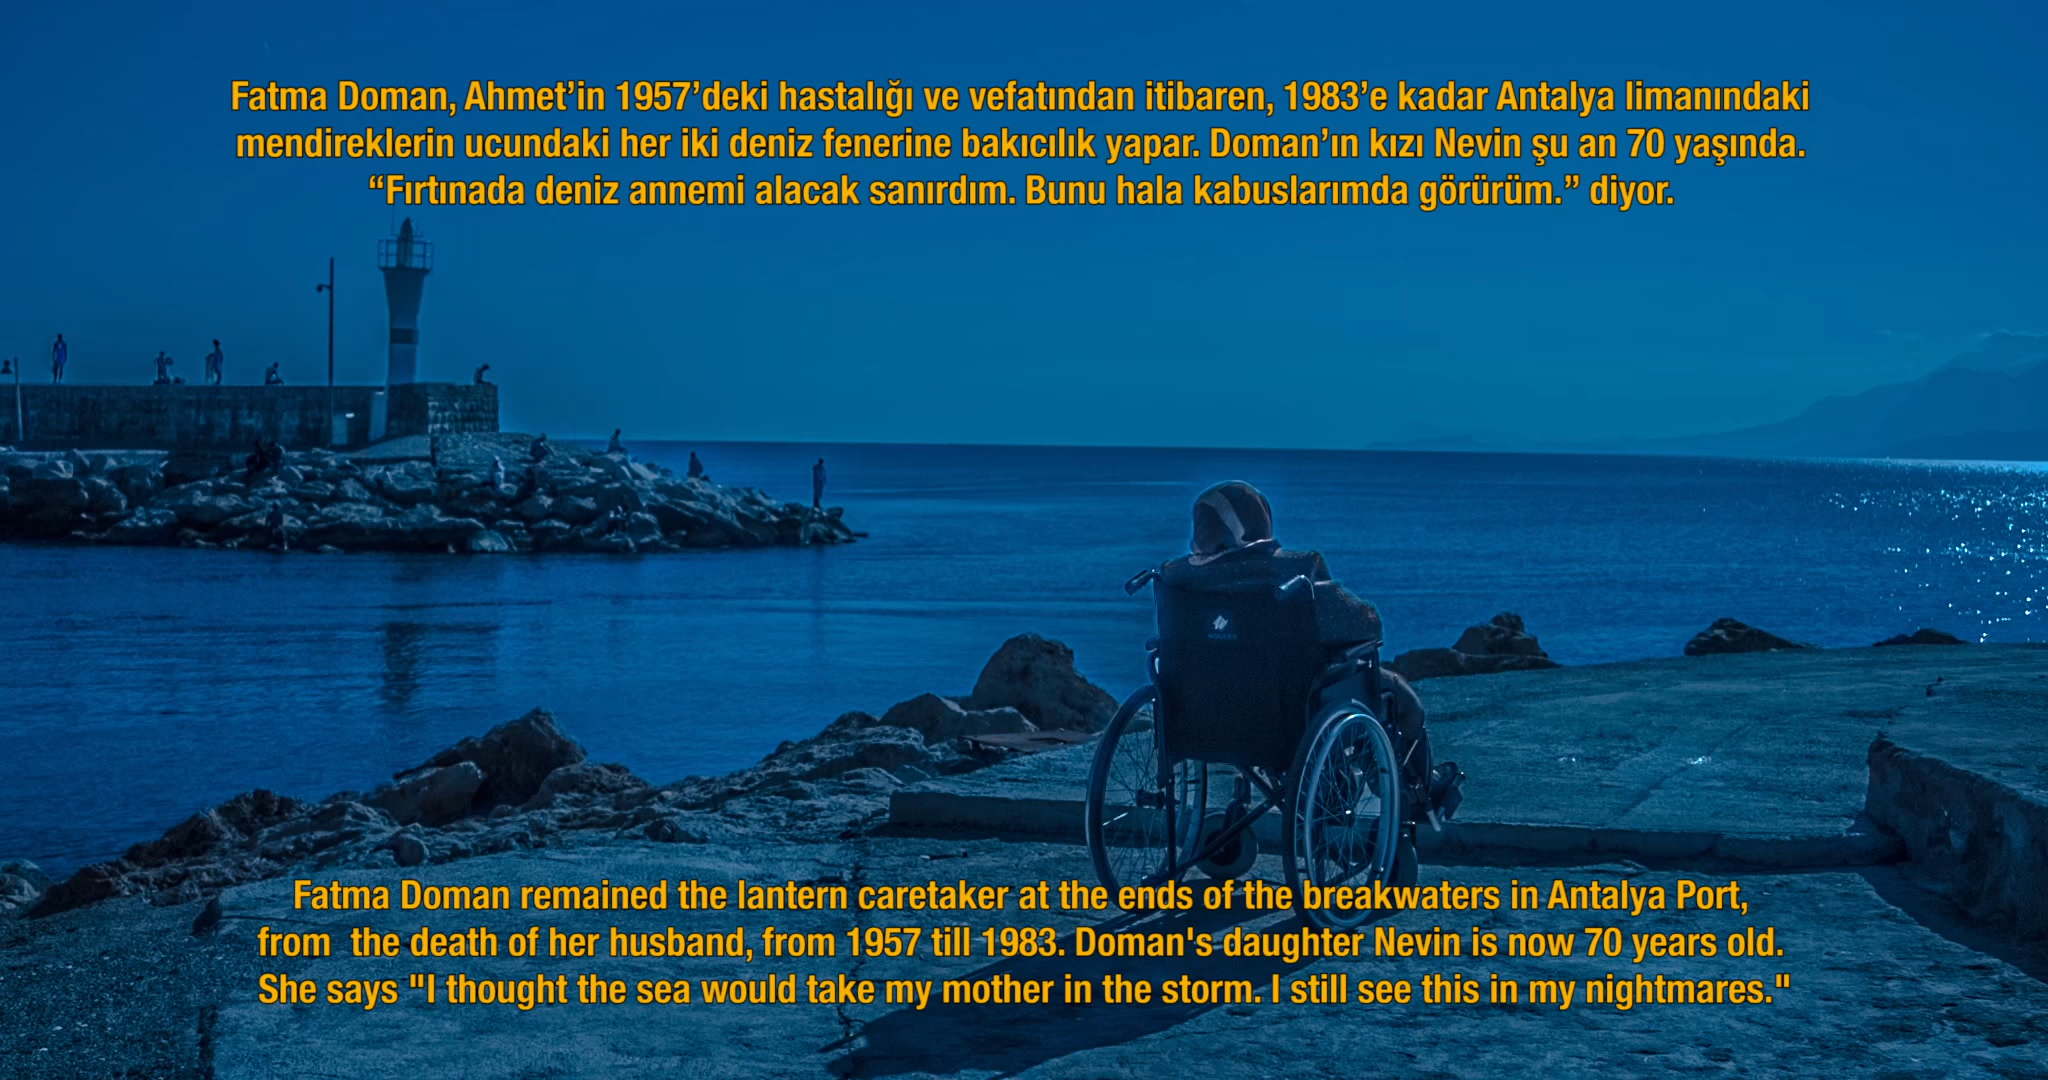 Fatma Doman, Ahmet’in 1957’deki hastalığı ve vefatından itibaren, 1983’e kadar Antalya limanındaki
mendireklerin ucundaki her iki deniz fenerine bakıcılık yapar. Doman’ın kızı Nevin şu an 70 yaşında.
“Fırtınada deniz annemi alacak sanırdım. Bunu hala kabuslarımda görürüm.” diyor.
Fatma Doman remained the lantern caretaker at the ends of the breakwaters in Antalya Port,
from  the death of her husband, from 1957 till 1983. Doman's daughter Nevin is now 70 years old.
She says "I thought the sea would take my mother in the storm. I still see this in my nightmares."